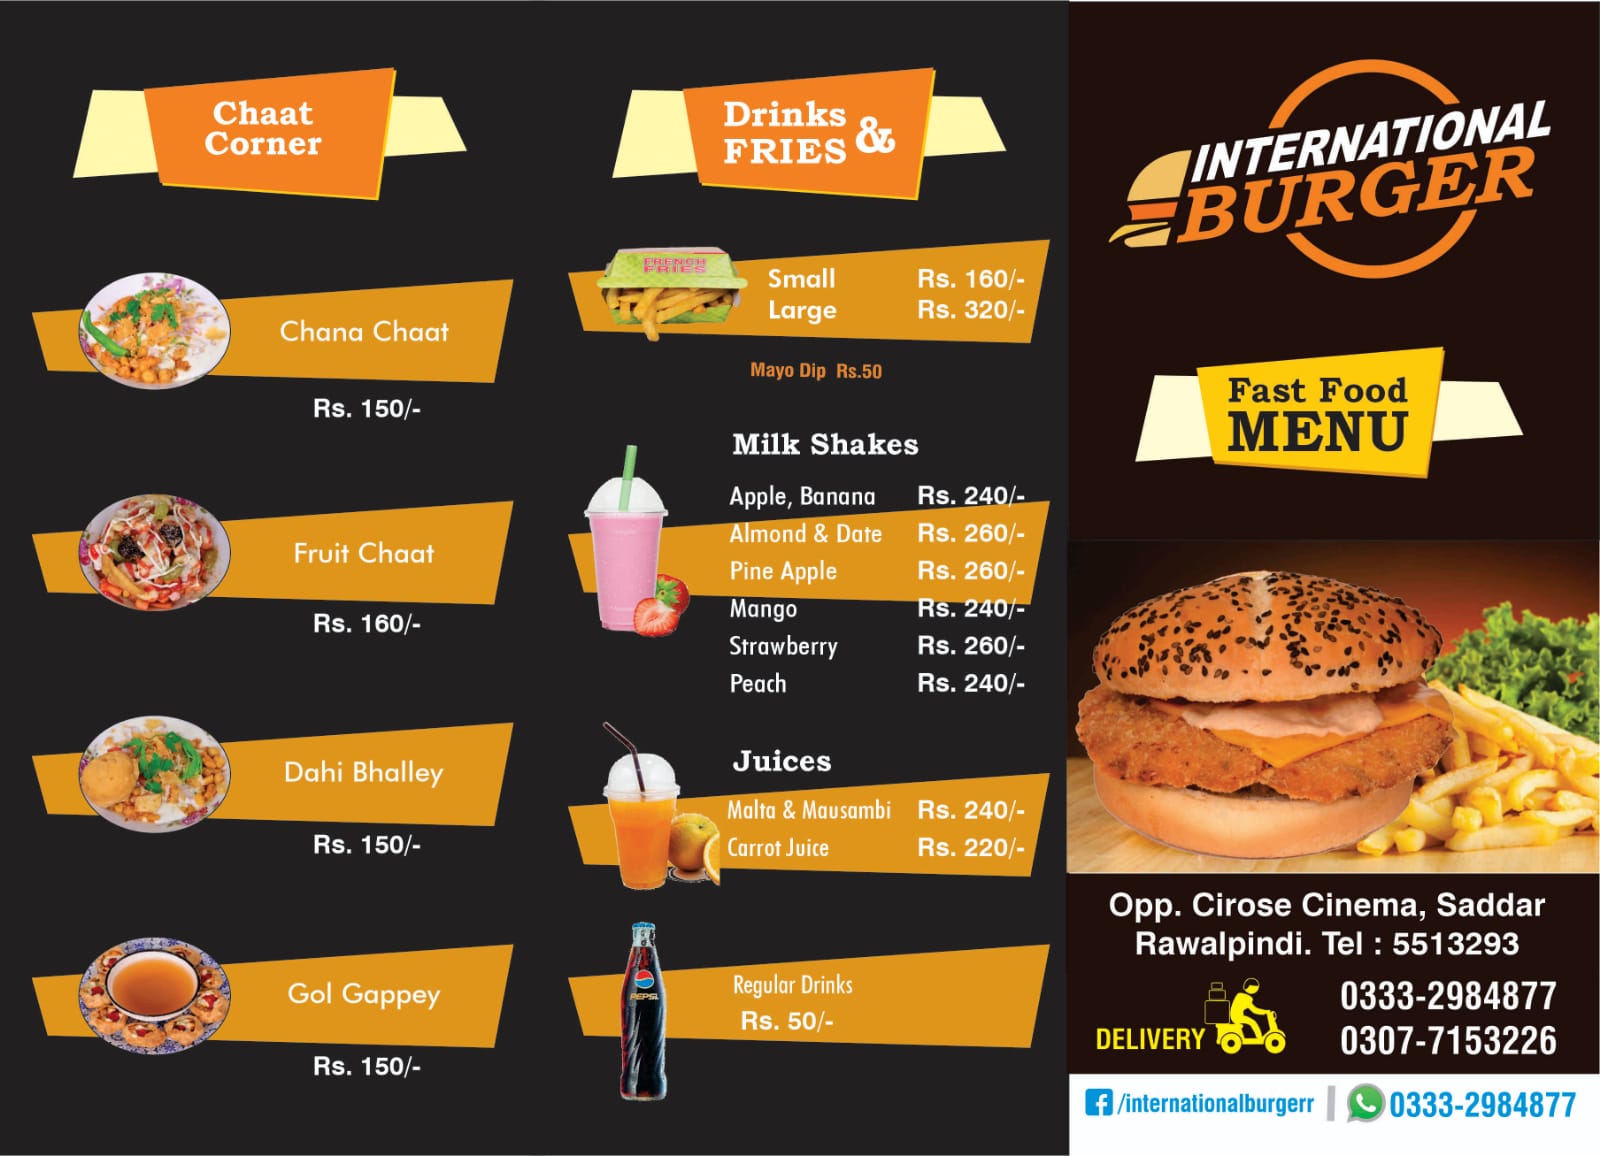 Chaat
Corner
Chana Chaat
Rs. 150/-
Fruit Chaat
Rs. 160/-
Dahi Bhalley
Rs. 150/-
Gol Gappey
Rs. 150/-
Drinks &
FRIES
FRENCH
FRIES
Small Rs. 160/-
Large Rs. 320/-
Mayo Dip Rs.50
Milk Shakes
Apple, Banana Rs. 240/-
Almond & Date Rs. 260/-
Pine Apple Rs. 260/-
Mango Rs. 240/-
Strawberry Rs. 260/-
Peach Rs. 240/-
Juices
Malta & Mausambi Rs. 240/-
Carrot Juice Rs. 220/-
PEPSI
Regular Drinks
Rs. 50/-
INTERNATIONAL
BURGER
Fast Food
MENU
Opp. Cirose Cinema, Saddar
Rawalpindi. Tel : 5513293
DELIVERY
0333-2984877
0307-7153226
f /internationalburgerr | 0333-2984877